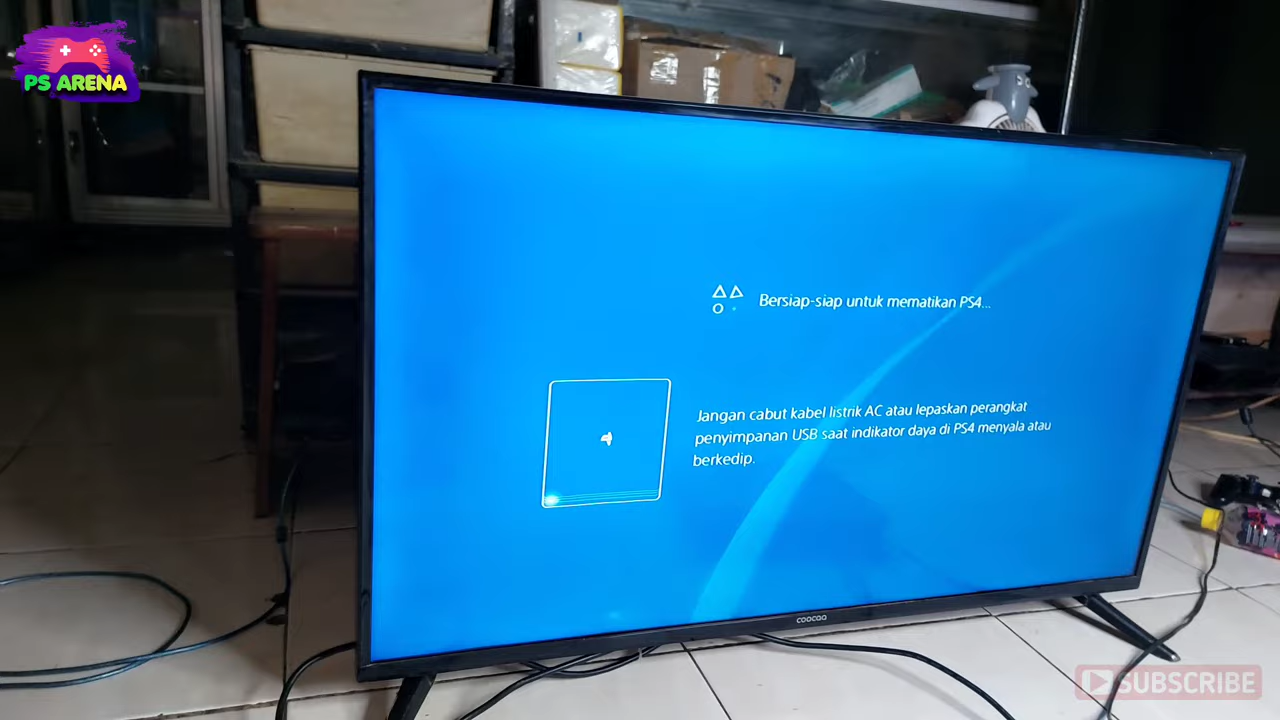 PS ARENA
Bersiap-siap untuk mematikan PS4...
Jangan cabut kabel listrik AC atau lepaskan perangkat
penyimpanan USB saat indikator daya di PS4 menyala atau
berkedip.
coocaa
SUBSCRIBE